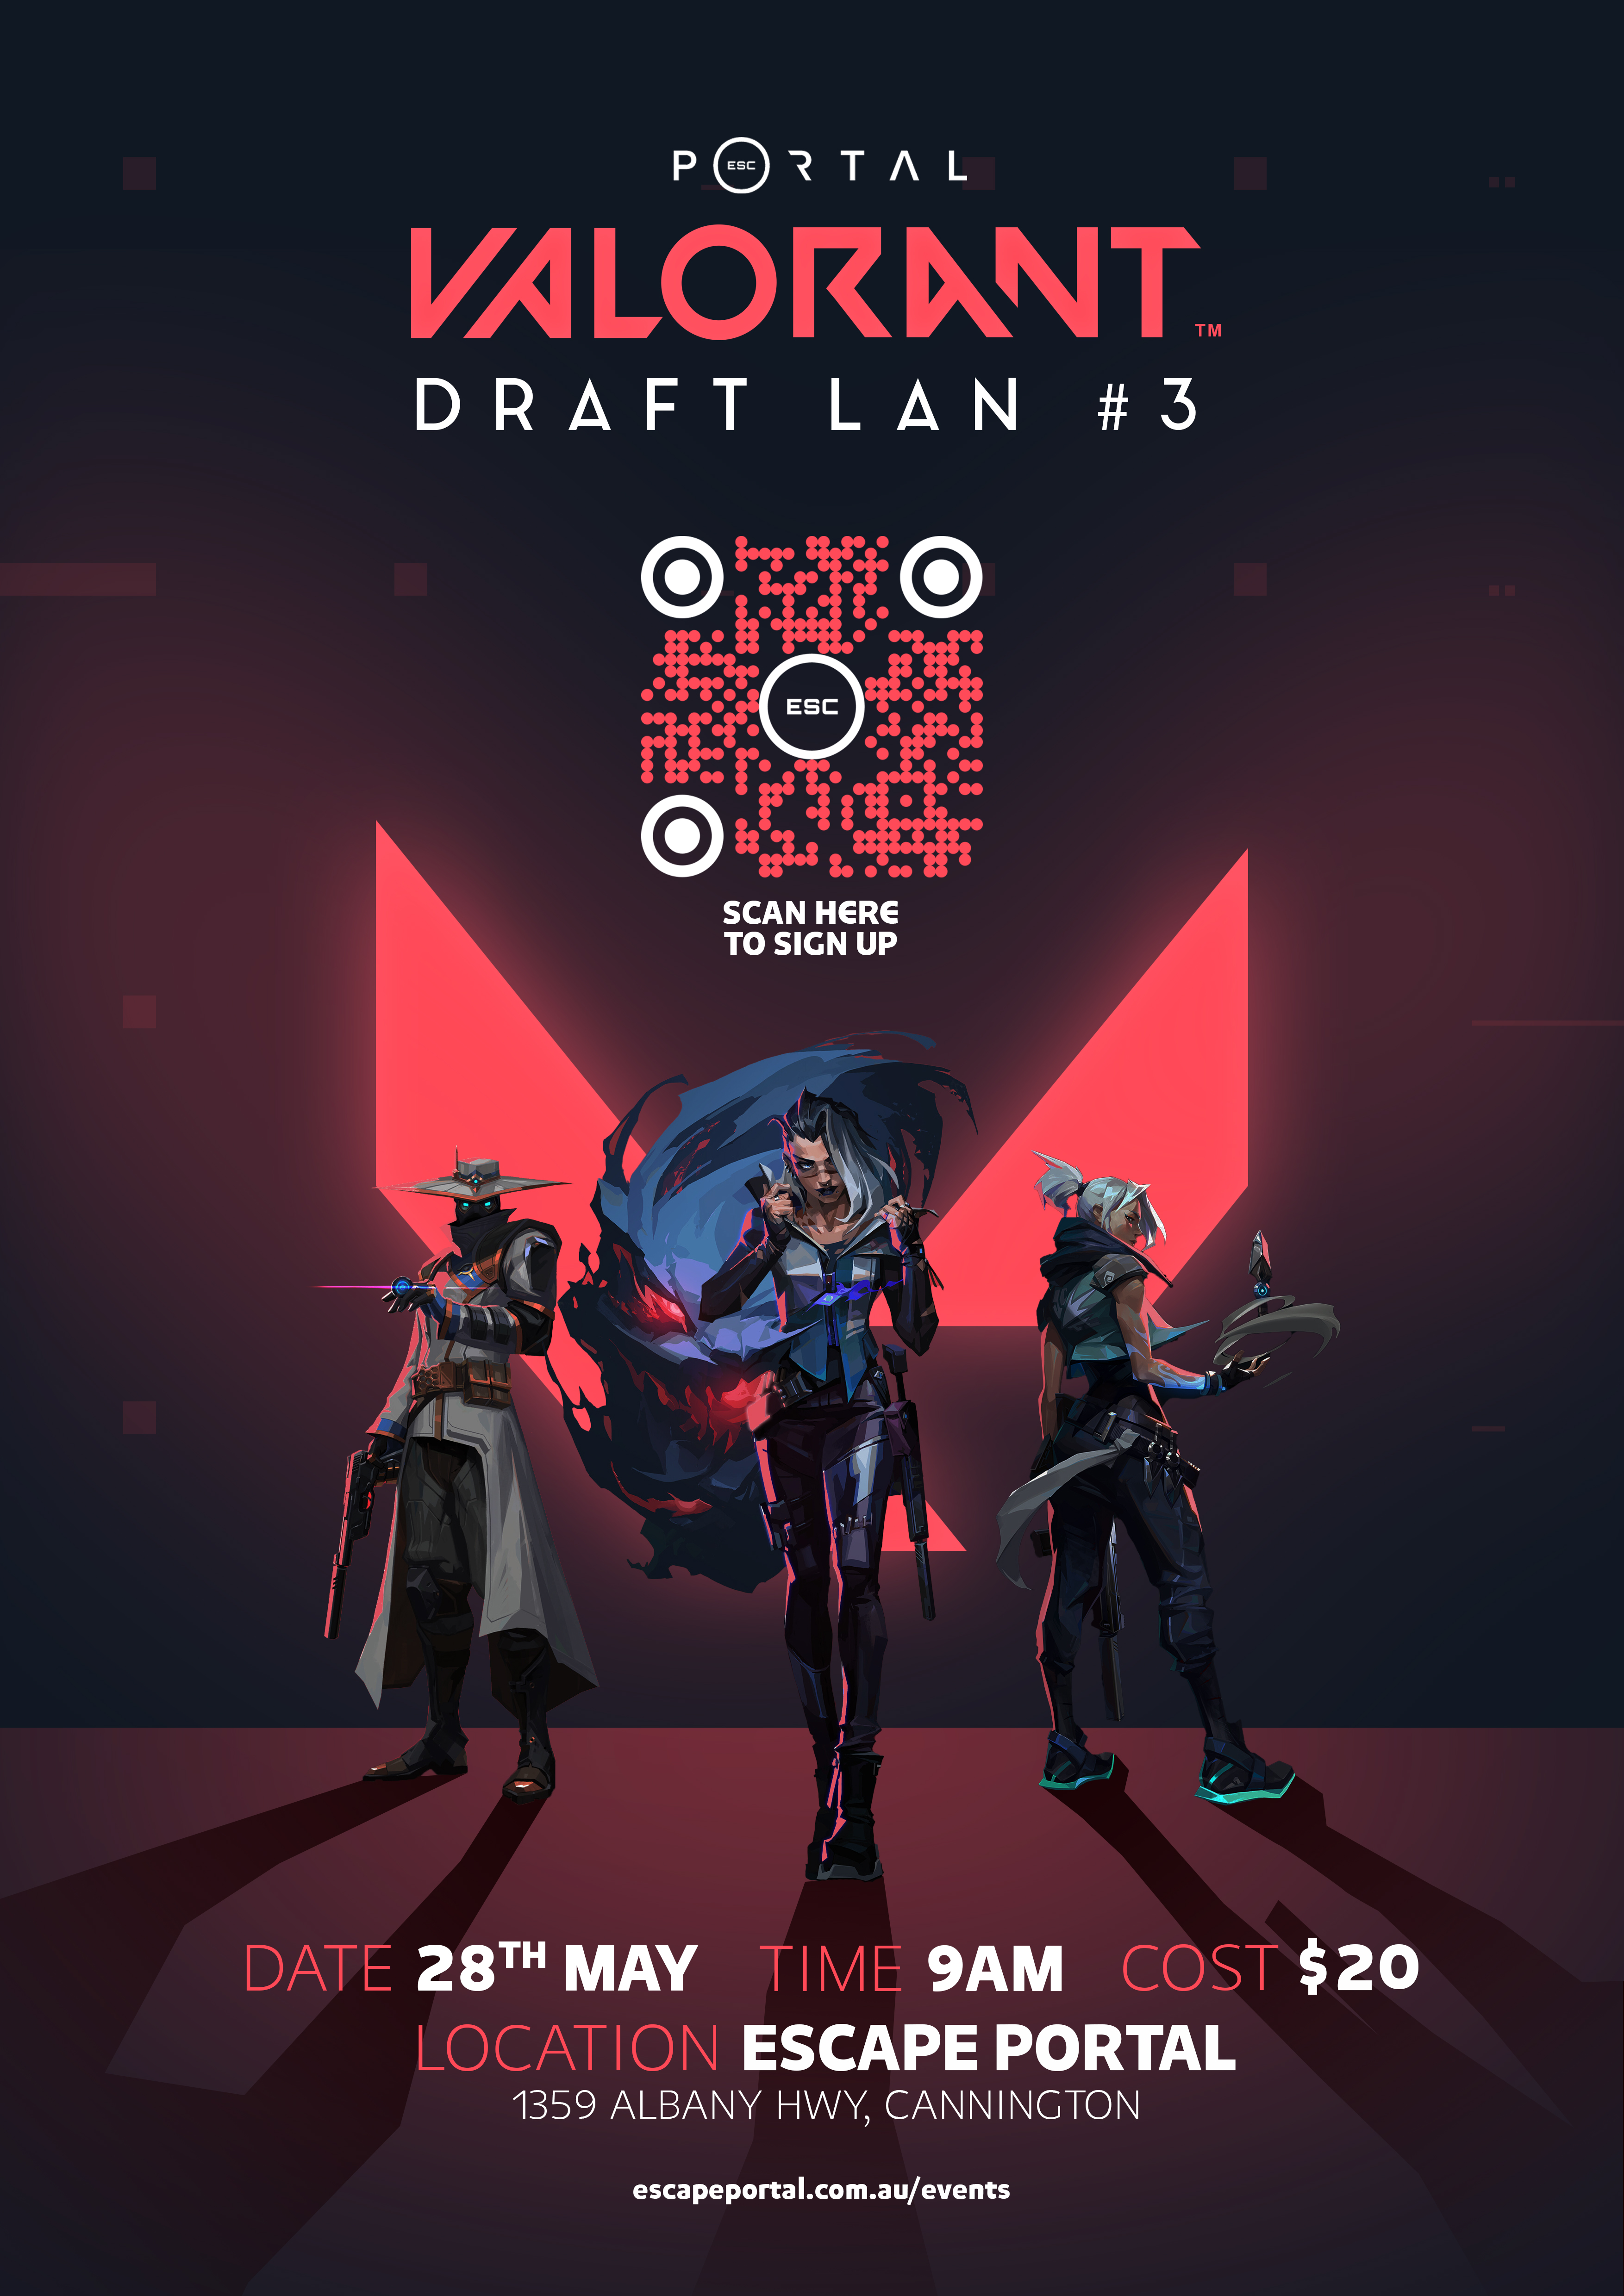 PORTAL
ESC
VALORANT™
DRAFT LAN #3
ESC
SCAN HERE
TO SIGN UP
DATE 28TH MAY TIME 9AM COST $20
LOCATION ESCAPE PORTAL
1359 ALBANY HWY, CANNINGTON
escapeportal.com.au/events